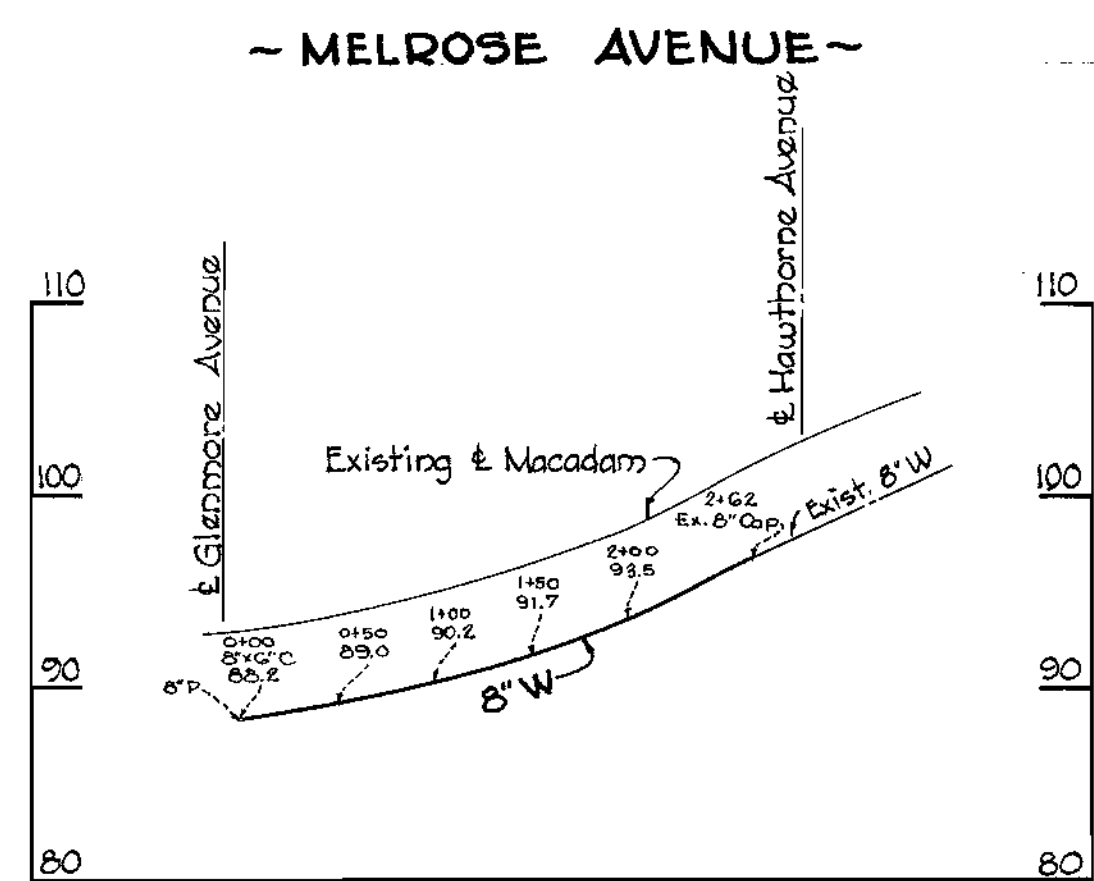 ~ MELROSE AVENUE ~
110
110
℄ Glenmore Avenue
℄ Hawthorne Avenue
Existing ℄ Macadam
100
100
2+62
Ex. 8" Cap.
Exist. 8" W
2+00
93.5
1+50
91.7
1+00
90.2
0+50
89.0
0+00
8"x6" C
88.2
8" P.
8" W
90
90
80
80